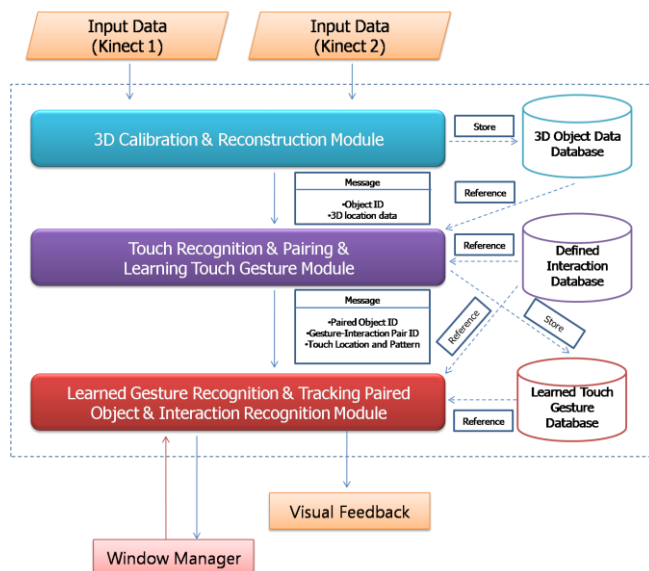 Input Data
(Kinect 1)
Input Data
(Kinect 2)
3D Calibration & Reconstruction Module
Store
3D Object Data
Database
Message
•Object ID
•3D location data
Reference
Touch Recognition & Pairing &
Learning Touch Gesture Module
Reference
Defined
Interaction
Database
Message
•Paired Object ID
•Gesture-Interaction Pair ID
•Touch Location and Pattern
Reference
Store
Learned Gesture Recognition & Tracking Paired
Object & Interaction Recognition Module
Reference
Learned Touch
Gesture
Database
Visual Feedback
Window Manager